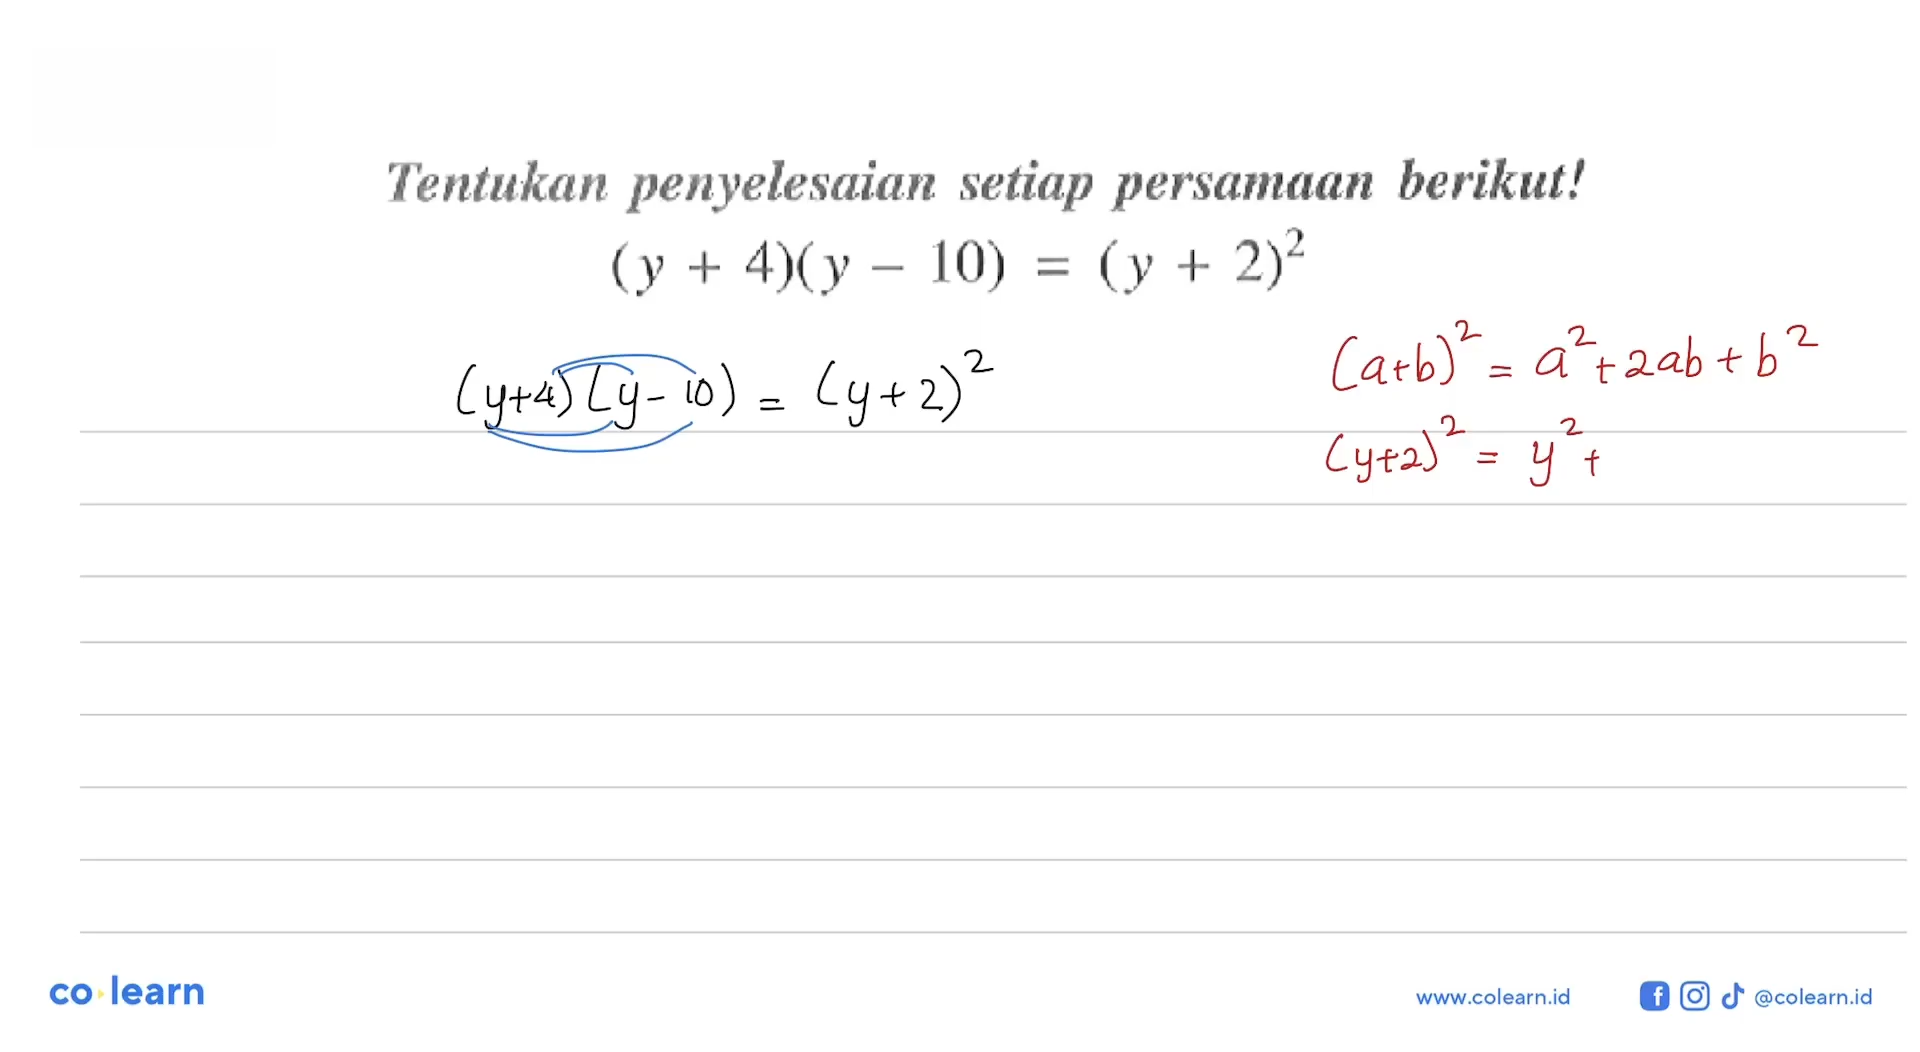 Tentukan penyelesaian setiap persamaan berikut!
(y + 4)(y – 10) = (y + 2)²
(y+4)(y-10) = (y+2)²
(a+b)² = a²+2ab+b²
(y+2)² = y²+
co learn
www.colearn.id
@colearn.id